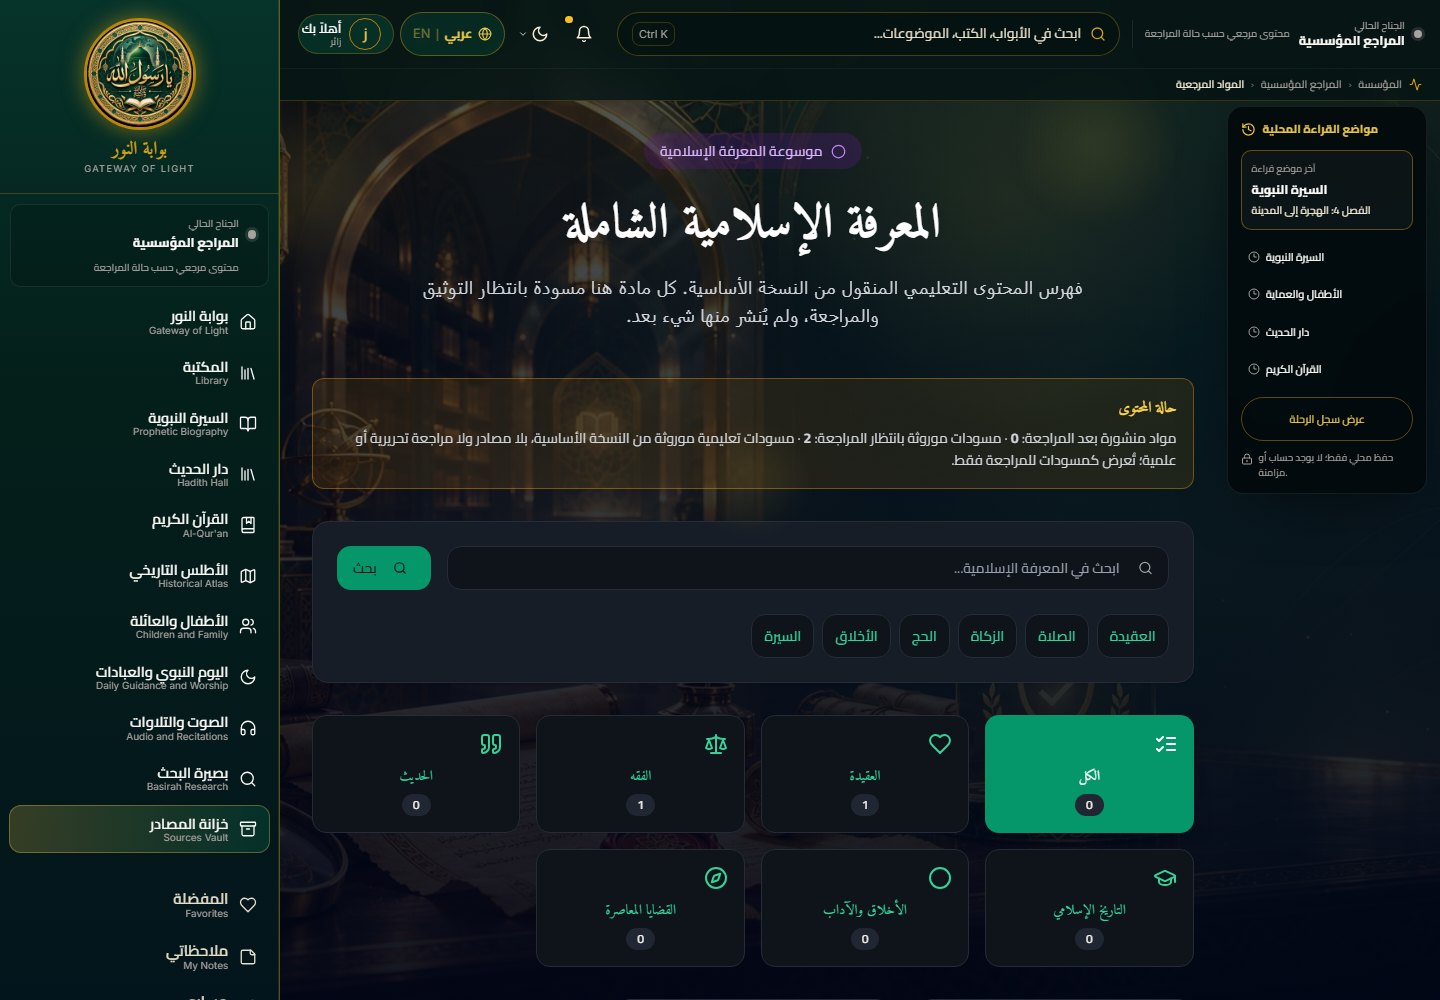 الجناح الحالي
المراجع المؤسسية
محتوى مرجعي حسب حالة المراجعة
ابحث في الأبواب، الكتب، الموضوعات...
Ctrl K
عربي | EN
ز
أهلاً بك
زائر
المؤسسة ‹ المراجع المؤسسية ‹ المواد المرجعية
يا رسول الله
بوابة النور
GATEWAY OF LIGHT
الجناح الحالي
المراجع المؤسسية
محتوى مرجعي حسب حالة المراجعة
بوابة النور
Gateway of Light
المكتبة
Library
السيرة النبوية
Prophetic Biography
دار الحديث
Hadith Hall
القرآن الكريم
Al-Qur'an
الأطلس التاريخي
Historical Atlas
الأطفال والعائلة
Children and Family
اليوم النبوي والعبادات
Daily Guidance and Worship
الصوت والتلاوات
Audio and Recitations
بصيرة البحث
Basirah Research
خزانة المصادر
Sources Vault
المفضلة
Favorites
ملاحظاتي
My Notes
مواضع القراءة المحلية
آخر موضع قراءة
السيرة النبوية
الفصل 4: الهجرة إلى المدينة
السيرة النبوية
الأطفال والعماية
دار الحديث
القرآن الكريم
عرض سجل الرحلة
حفظ محلي فقط؛ لا يوجد حساب أو
مزامنة.
موسوعة المعرفة الإسلامية
المعرفة الإسلامية الشاملة
فهرس المحتوى التعليمي المنقول من النسخة الأساسية. كل مادة هنا مسودة بانتظار التوثيق
والمراجعة، ولم يُنشر منها شيء بعد.
حالة المحتوى
مواد منشورة بعد المراجعة: 0 · مسودات موروثة بانتظار المراجعة: 2 · مسودات تعليمية موروثة من النسخة الأساسية، بلا مصادر ولا مراجعة تحريرية أو
علمية؛ تُعرض كمسودات للمراجعة فقط.
ابحث في المعرفة الإسلامية...
بحث
العقيدة
الصلاة
الزكاة
الحج
الأخلاق
السيرة
الكل
0
العقيدة
1
الفقه
1
الحديث
0
التاريخ الإسلامي
0
الأخلاق والآداب
0
القضايا المعاصرة
0